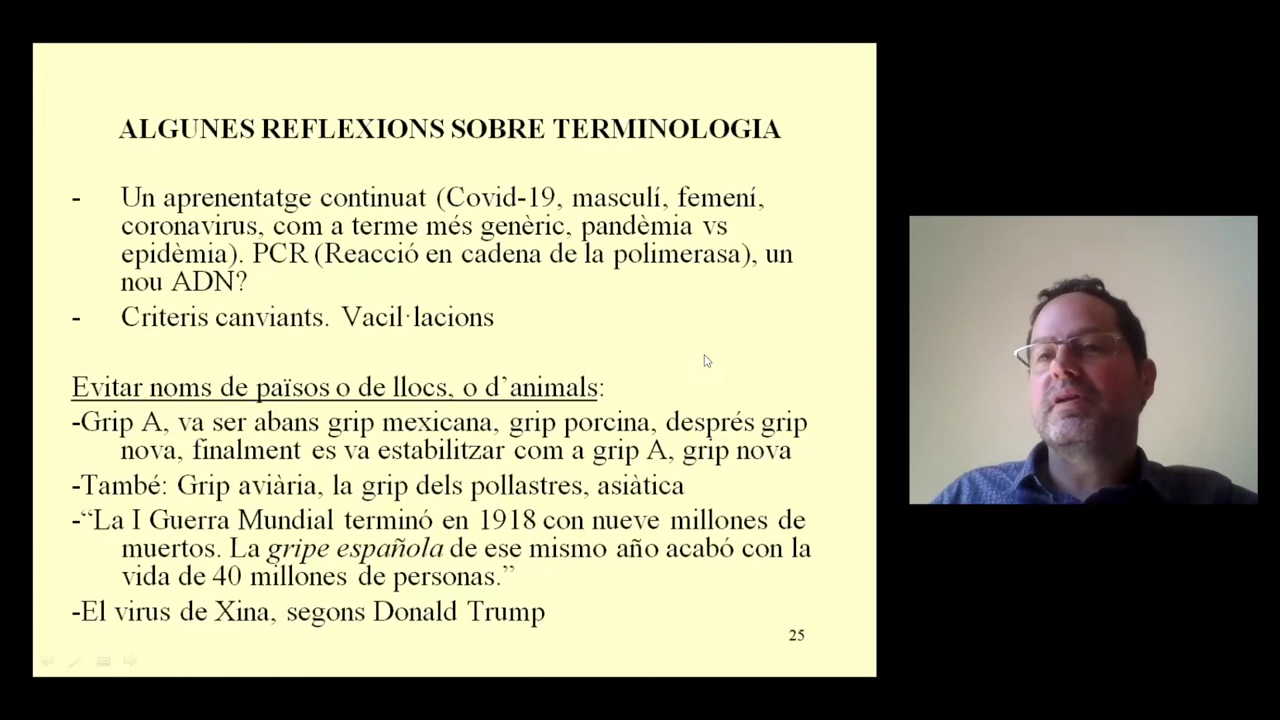 ALGUNES REFLEXIONS SOBRE TERMINOLOGIA
- Un aprenentatge continuat (Covid-19, masculí, femení,
coronavirus, com a terme més genèric, pandèmia vs
epidèmia). PCR (Reacció en cadena de la polimerasa), un
nou ADN?
- Criteris canviants. Vacil·lacions
Evitar noms de països o de llocs, o d’animals:
-Grip A, va ser abans grip mexicana, grip porcina, després grip
nova, finalment es va estabilitzar com a grip A, grip nova
-També: Grip aviària, la grip dels pollastres, asiàtica
-“La I Guerra Mundial terminó en 1918 con nueve millones de
muertos. La gripe española de ese mismo año acabó con la
vida de 40 millones de personas.”
-El virus de Xina, segons Donald Trump
25